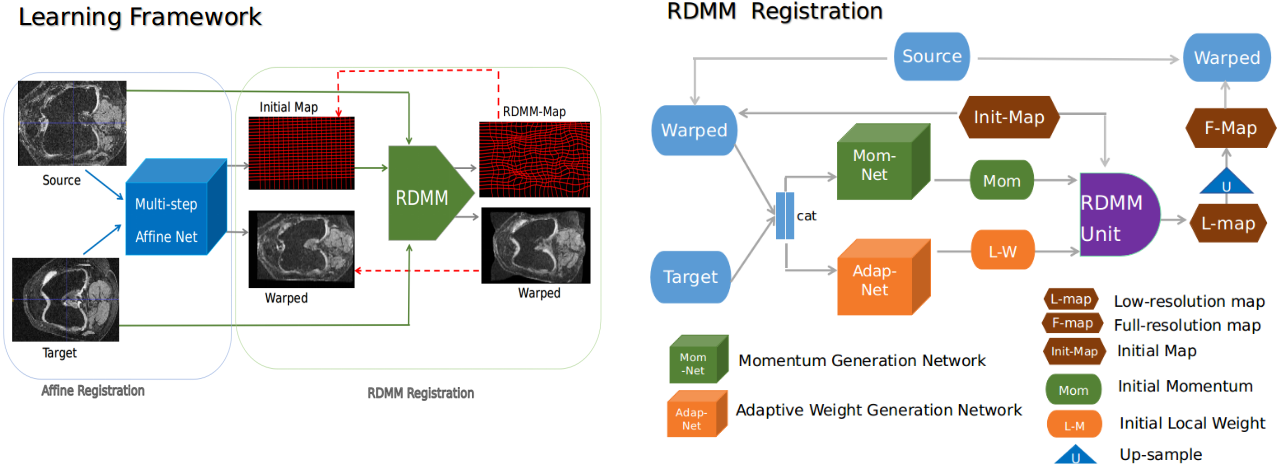 Learning Framework
Source
Target
Multi-step
Affine Net
Initial Map
Warped
RDMM
RDMM-Map
Warped
Affine Registration
RDMM Registration
RDMM Registration
Source
Warped
Warped
Init-Map
F-Map
Mom-
Net
Mom
U
cat
RDMM
Unit
L-map
Target
Adap-
Net
L-W
Mom
-Net
Momentum Generation Network
Adap-
Net
Adaptive Weight Generation Network
L-map
Low-resolution map
F-map
Full-resolution map
Init-Map
Initial Map
Mom
Initial Momentum
L-M
Initial Local Weight
U
Up-sample